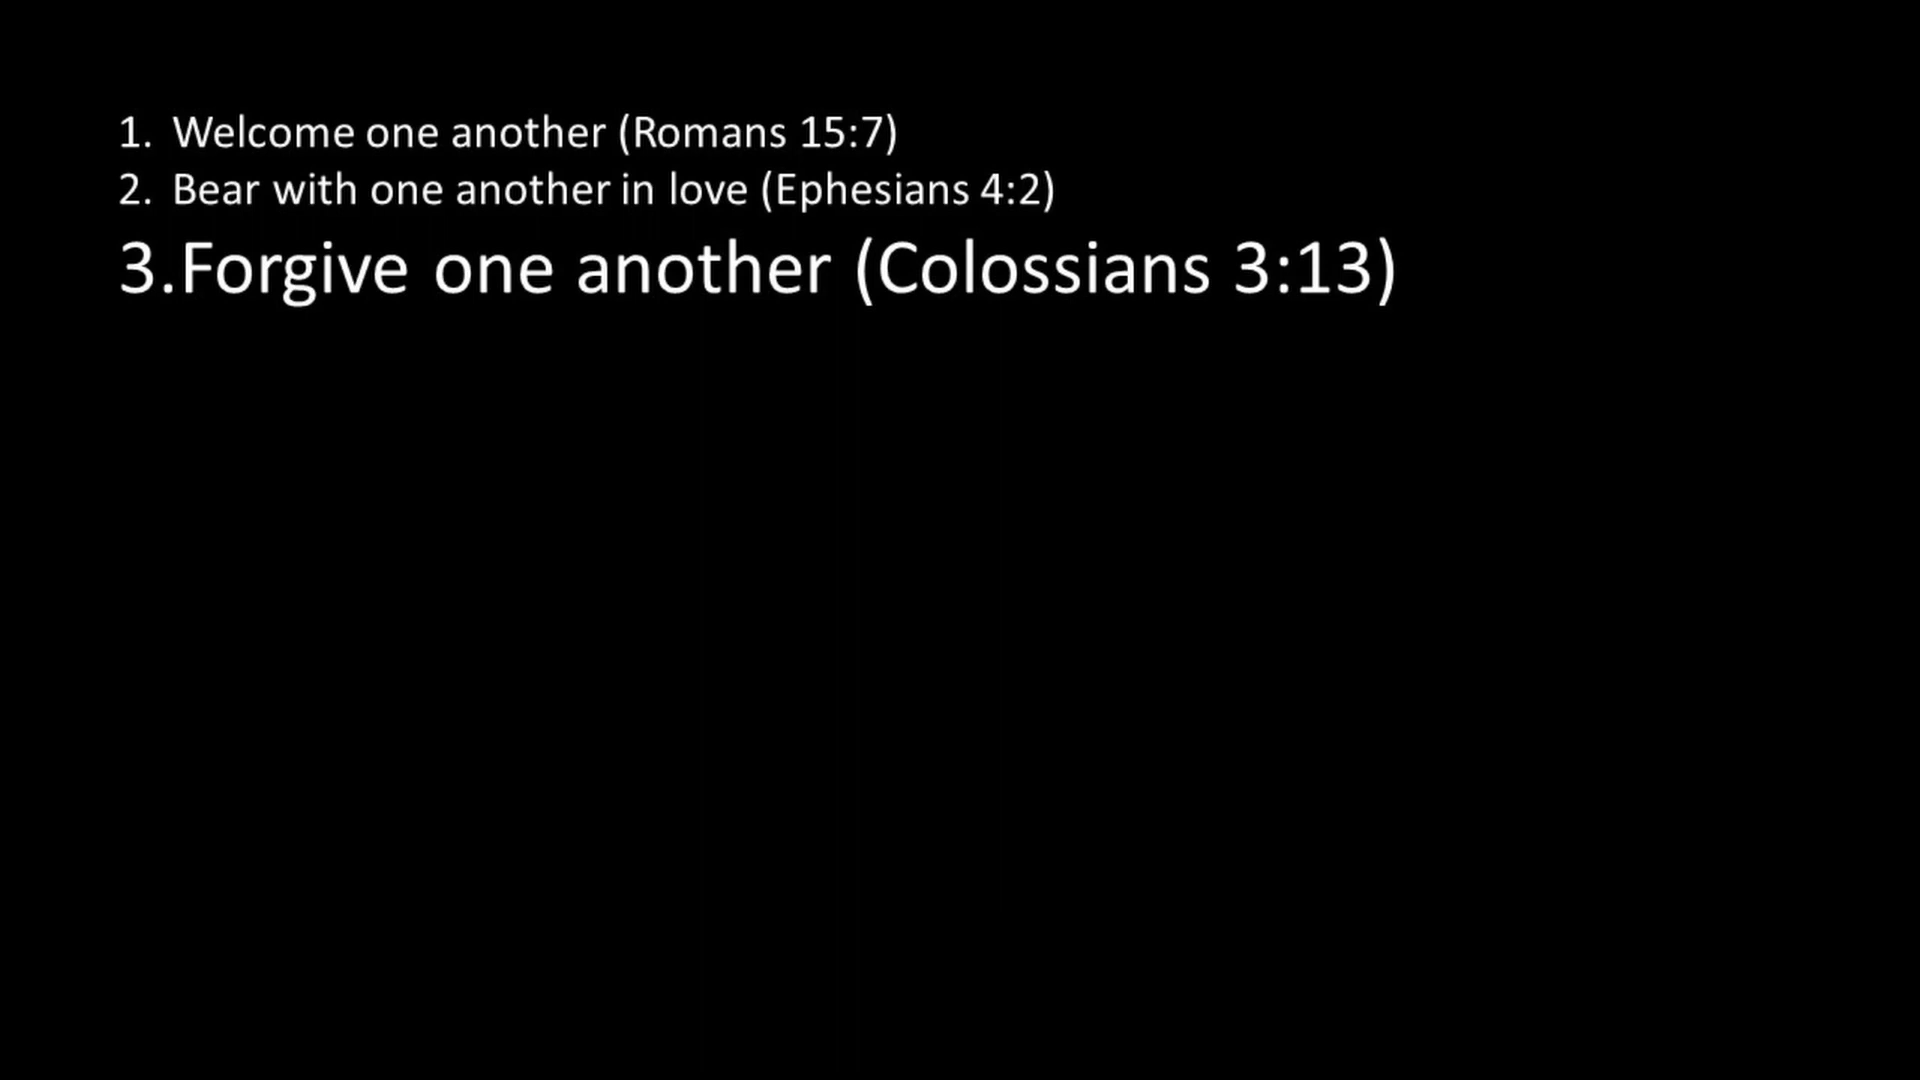 1. Welcome one another (Romans 15:7)
2. Bear with one another in love (Ephesians 4:2)
3.Forgive one another (Colossians 3:13)